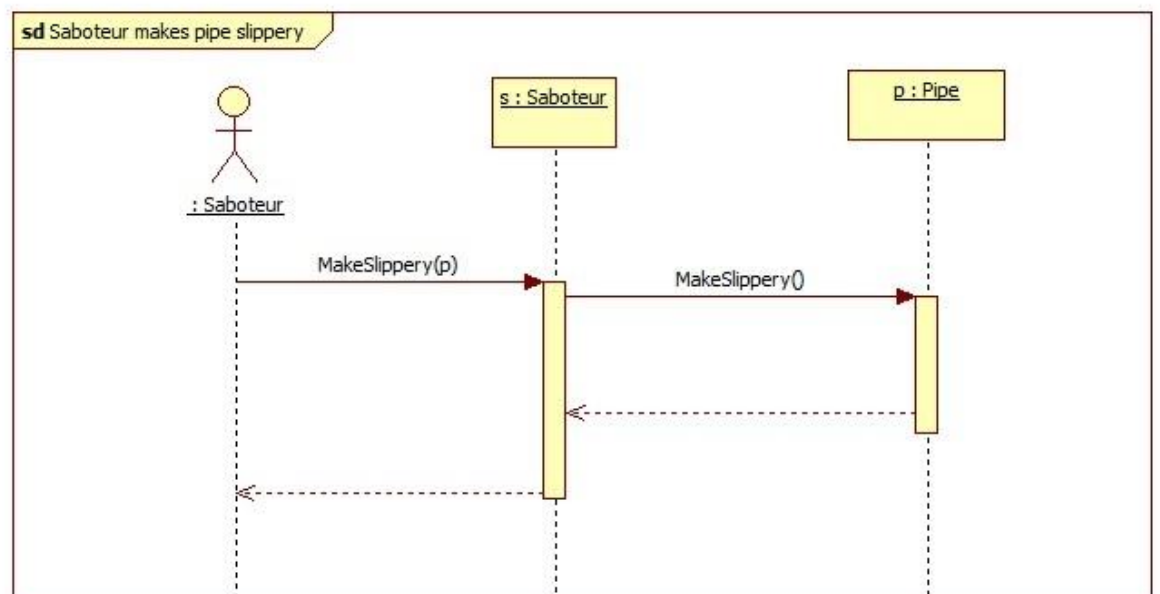 sd Saboteur makes pipe slippery
s : Saboteur
p : Pipe
: Saboteur
MakeSlippery(p)
MakeSlippery()